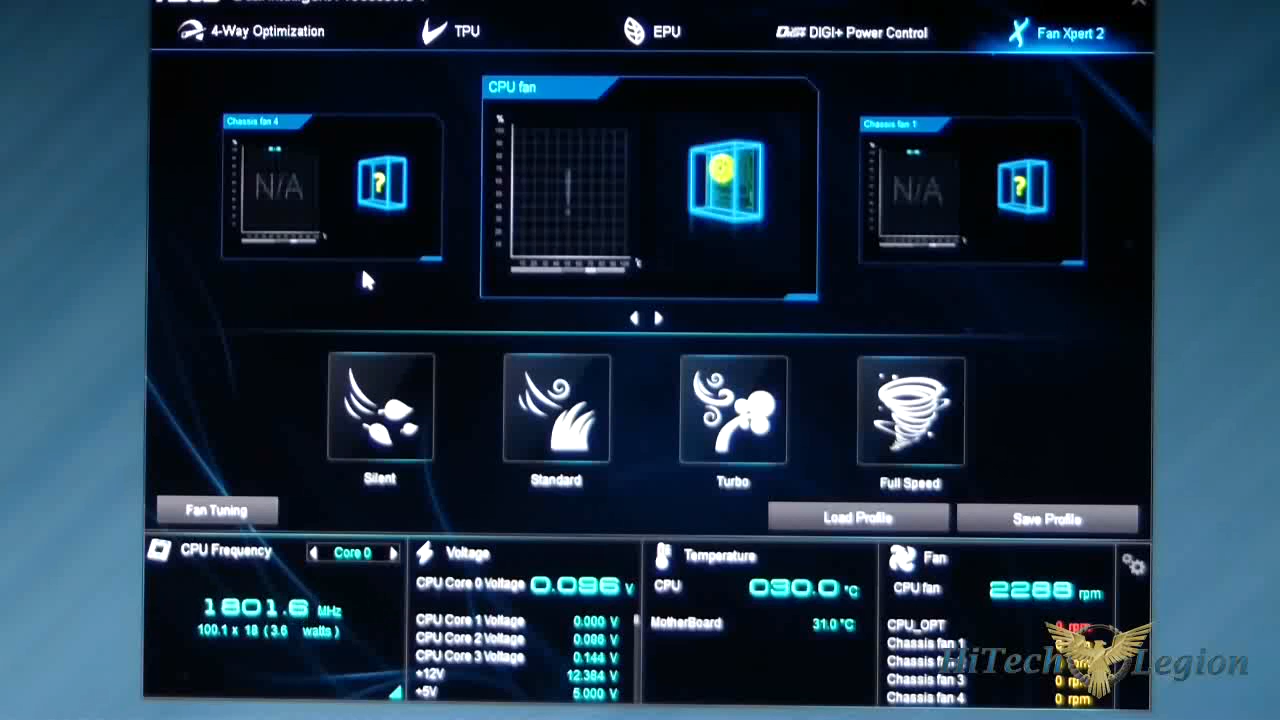 4-Way Optimization
TPU
EPU
DIGI+ Power Control
Fan Xpert 2
CPU fan
Chassis fan 4
Chassis fan 1
%
%
%
N/A
?
N/A
?
Silent
Standard
Turbo
Full Speed
Fan Tuning
Load Profile
Save Profile
CPU Frequency
Core 0
1801.6 MHz
100.1 x 18 (3.6 watts)
Voltage
CPU Core 0 Voltage 0.096 V
CPU Core 1 Voltage 0.000 V
CPU Core 2 Voltage 0.086 V
CPU Core 3 Voltage 0.144 V
+12V 12.384 V
+5V 5.000 V
Temperature
CPU 030.0 °C
MotherBoard 31.0 °C
Fan
CPU fan 2288 rpm
CPU_OPT 0 rpm
Chassis fan 1
Chassis
Chassis fan 3 0 rpm
Chassis fan 4 0 rpm
HiTech Legion